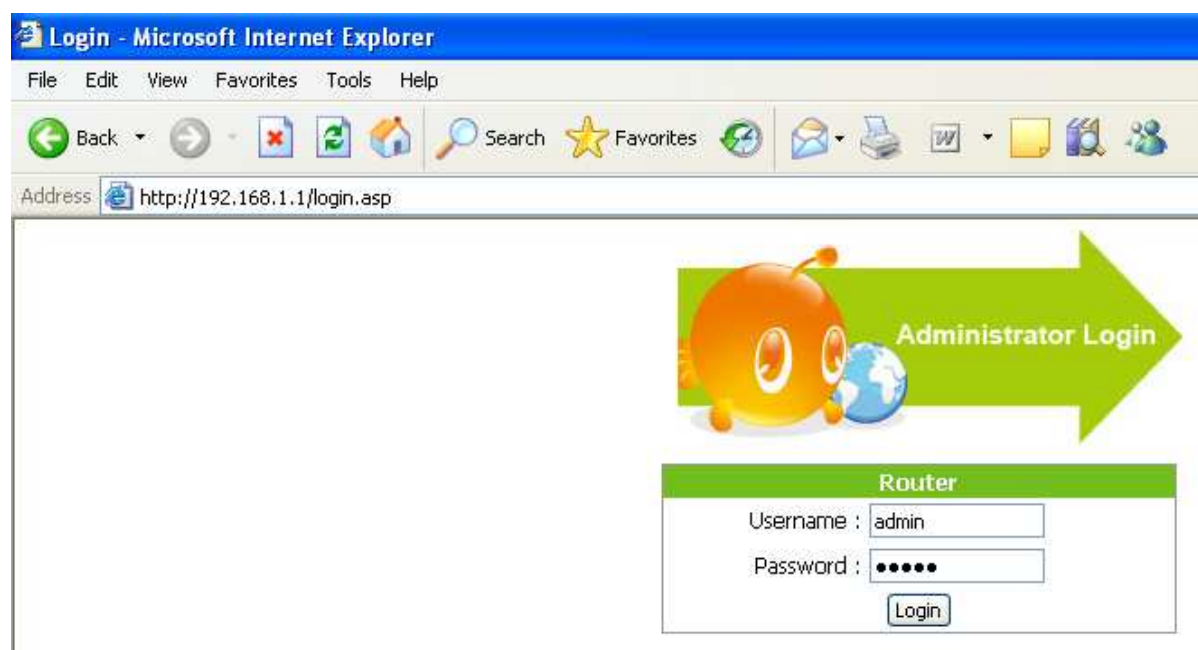 Login - Microsoft Internet Explorer
File Edit View Favorites Tools Help
Back Search Favorites W
Address http://192.168.1.1/login.asp
Administrator Login
Router
Username : admin
Password : •••••
Login